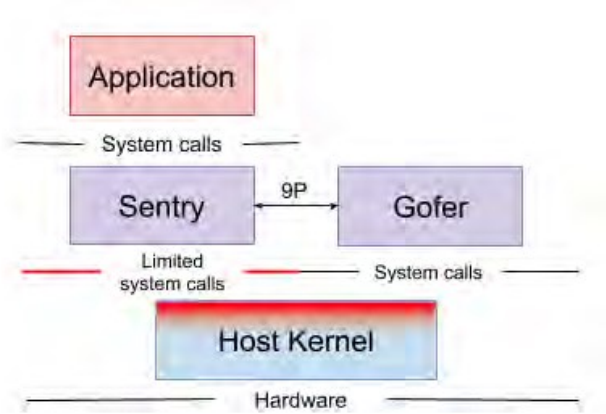 Application
System calls
9P
Sentry
Gofer
Limited
system calls
System calls
Host Kernel
Hardware